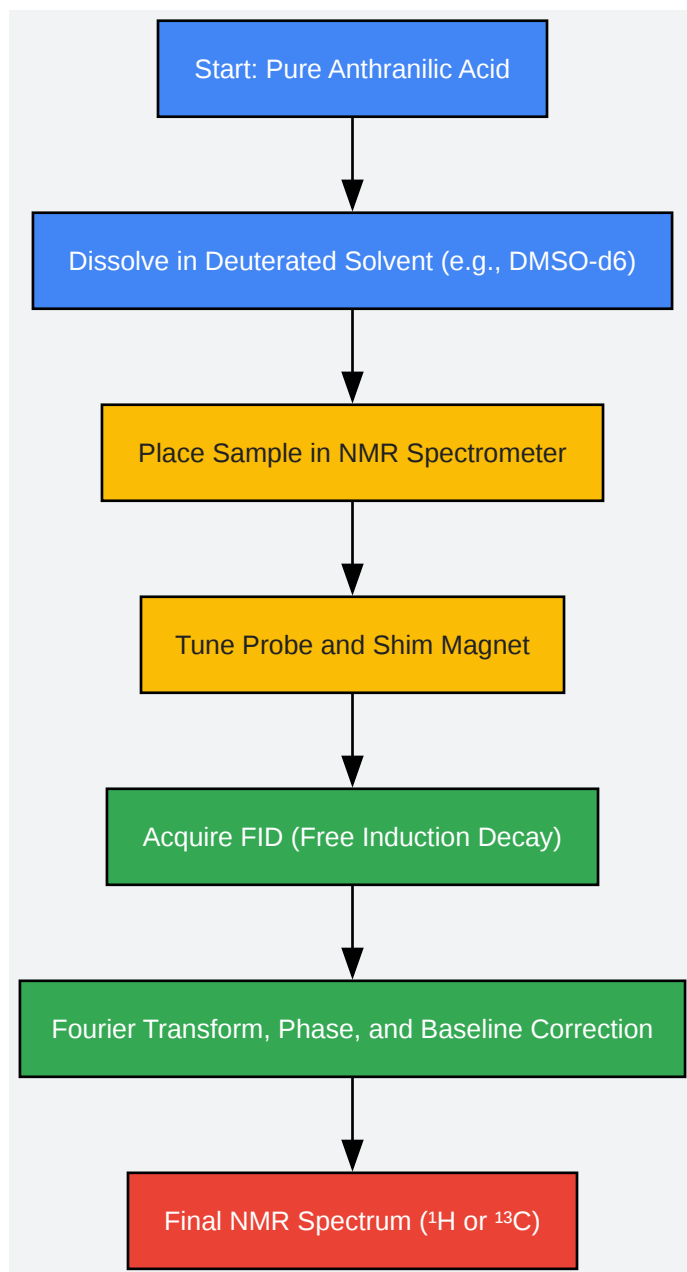 Start: Pure Anthranilic Acid
Dissolve in Deuterated Solvent (e.g., DMSO-d6)
Place Sample in NMR Spectrometer
Tune Probe and Shim Magnet
Acquire FID (Free Induction Decay)
Fourier Transform, Phase, and Baseline Correction
Final NMR Spectrum (¹H or ¹³C)